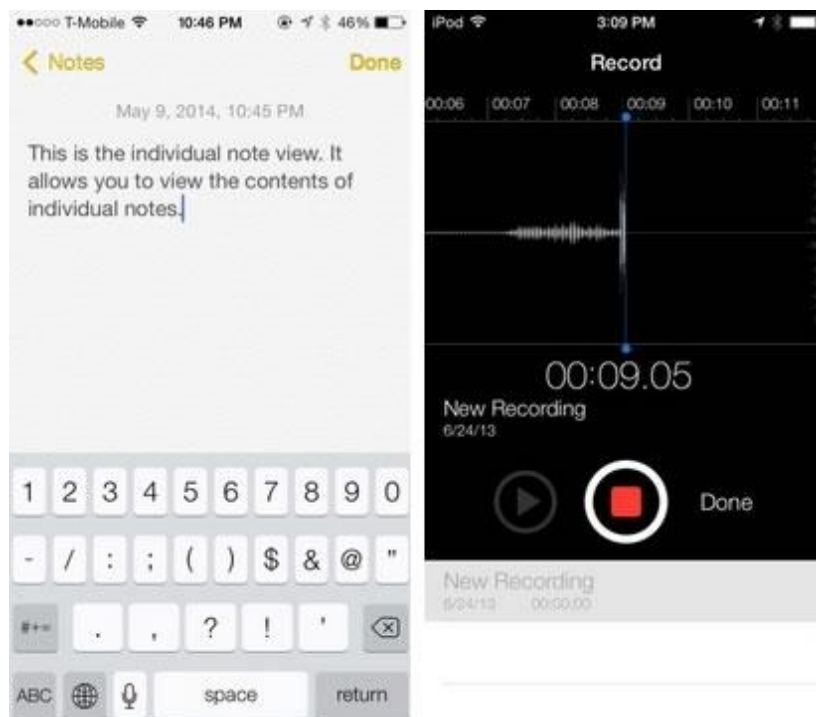 T-Mobile 10:46 PM 46%
Notes Done
May 9, 2014, 10:45 PM
This is the individual note view. It
allows you to view the contents of
individual notes.
1 2 3 4 5 6 7 8 9 0
- / : ; ( ) $ & @ "
#+= . , ? ! '
ABC space return
iPod 3:09 PM
Record
00:06 00:07 00:08 00:09 00:10 00:11
00:09.05
New Recording
6/24/13
Done
New Recording
6/24/13 00:00.00